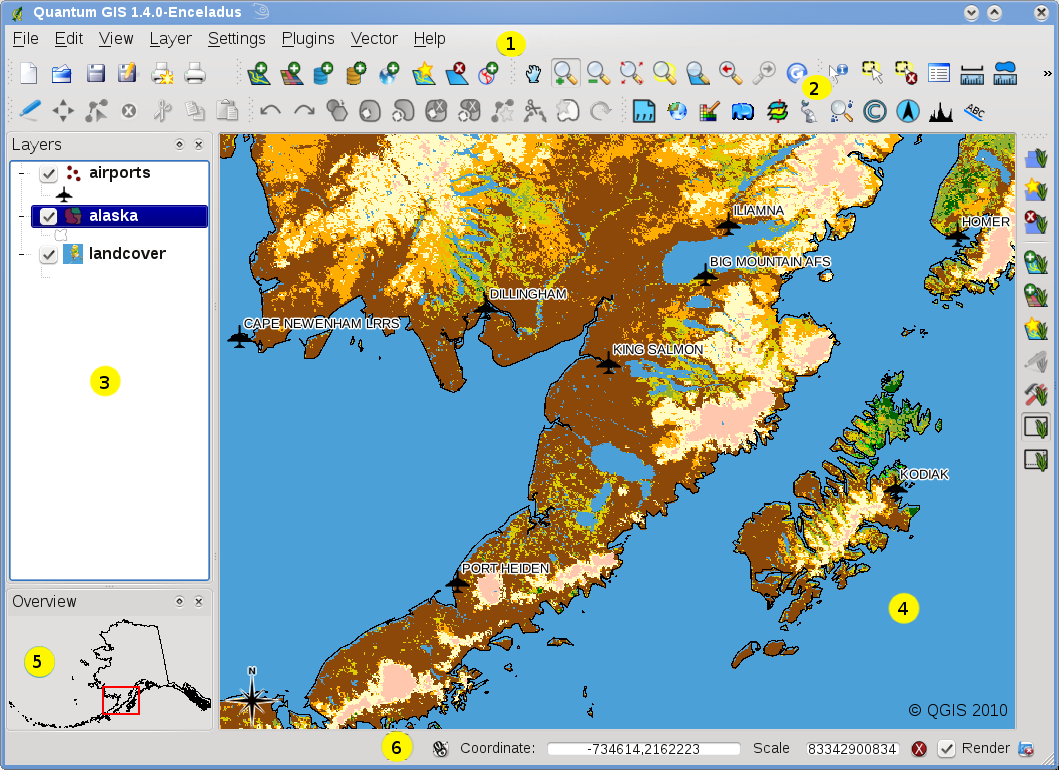 Quantum GIS 1.4.0-Enceladus
File Edit View Layer Settings Plugins Vector Help
1
2
ABC
Layers
airports
alaska
landcover
3
ILIAMNA
HOMER
BIG MOUNTAIN AFS
DILLINGHAM
CAPE NEWENHAM LRRS
KING SALMON
KODIAK
PORT HEIDEN
4
N
© QGIS 2010
Overview
5
6
Coordinate: -734614,2162223 Scale 83342900834 Render